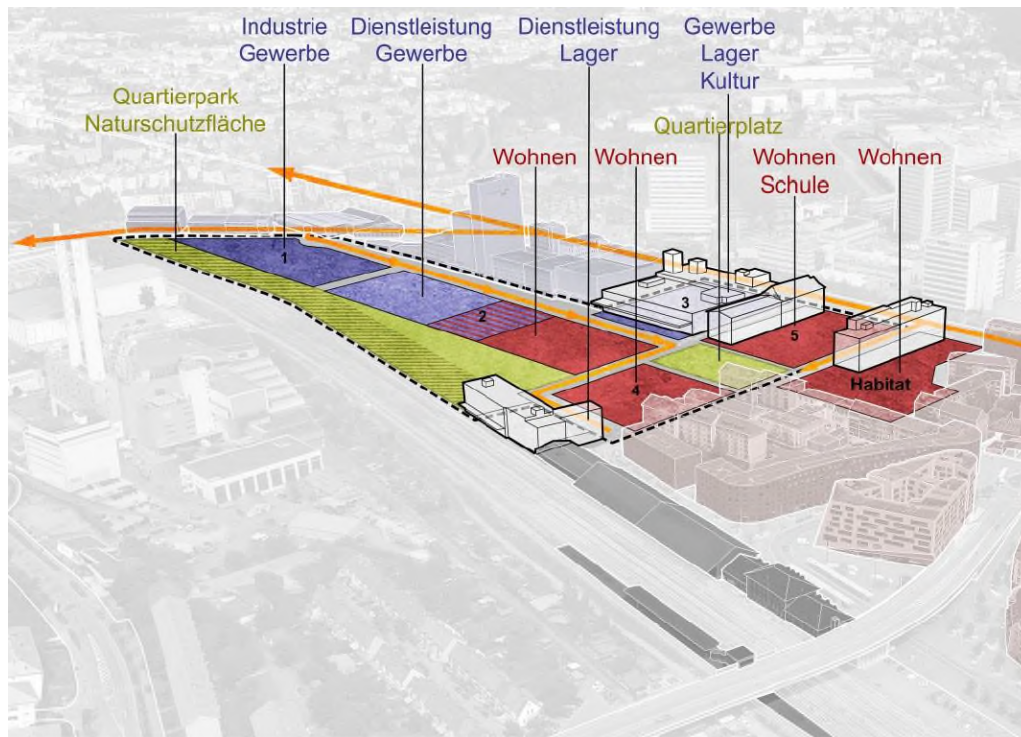 Industrie
Gewerbe
Dienstleistung
Gewerbe
Dienstleistung
Lager
Gewerbe
Lager
Kultur
Quartierpark
Naturschutzfläche
Quartierplatz
Wohnen
Wohnen
Wohnen
Schule
Wohnen
1
2
3
4
5
Habitat